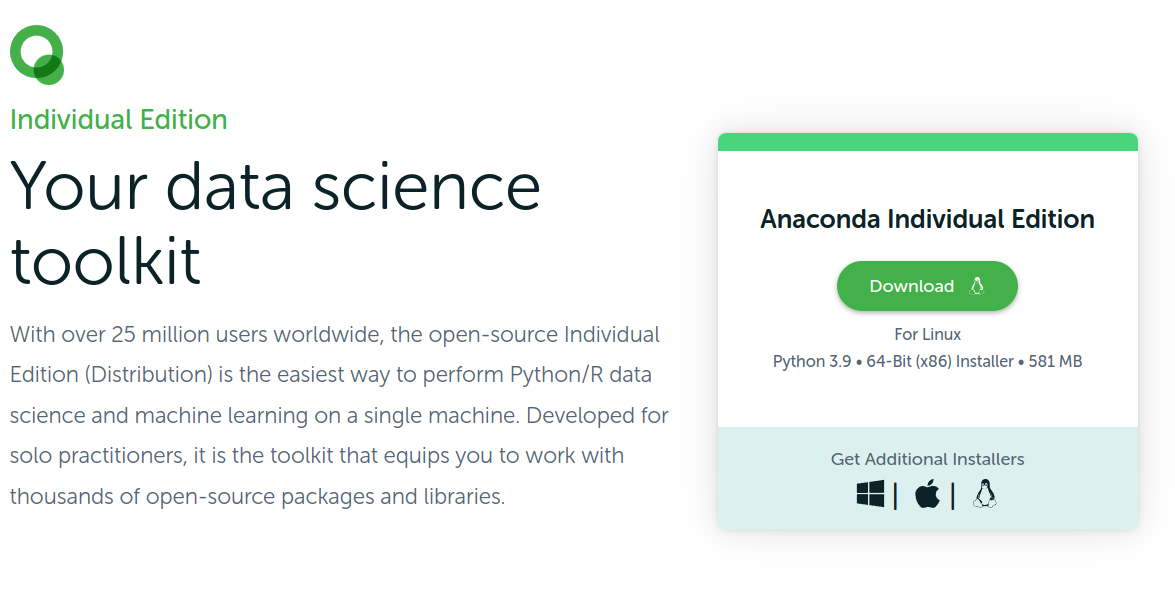 Individual Edition
Your data science
toolkit
With over 25 million users worldwide, the open-source Individual
Edition (Distribution) is the easiest way to perform Python/R data
science and machine learning on a single machine. Developed for
solo practitioners, it is the toolkit that equips you to work with
thousands of open-source packages and libraries.
Anaconda Individual Edition
Download
For Linux
Python 3.9 • 64-Bit (x86) Installer • 581 MB
Get Additional Installers
| |